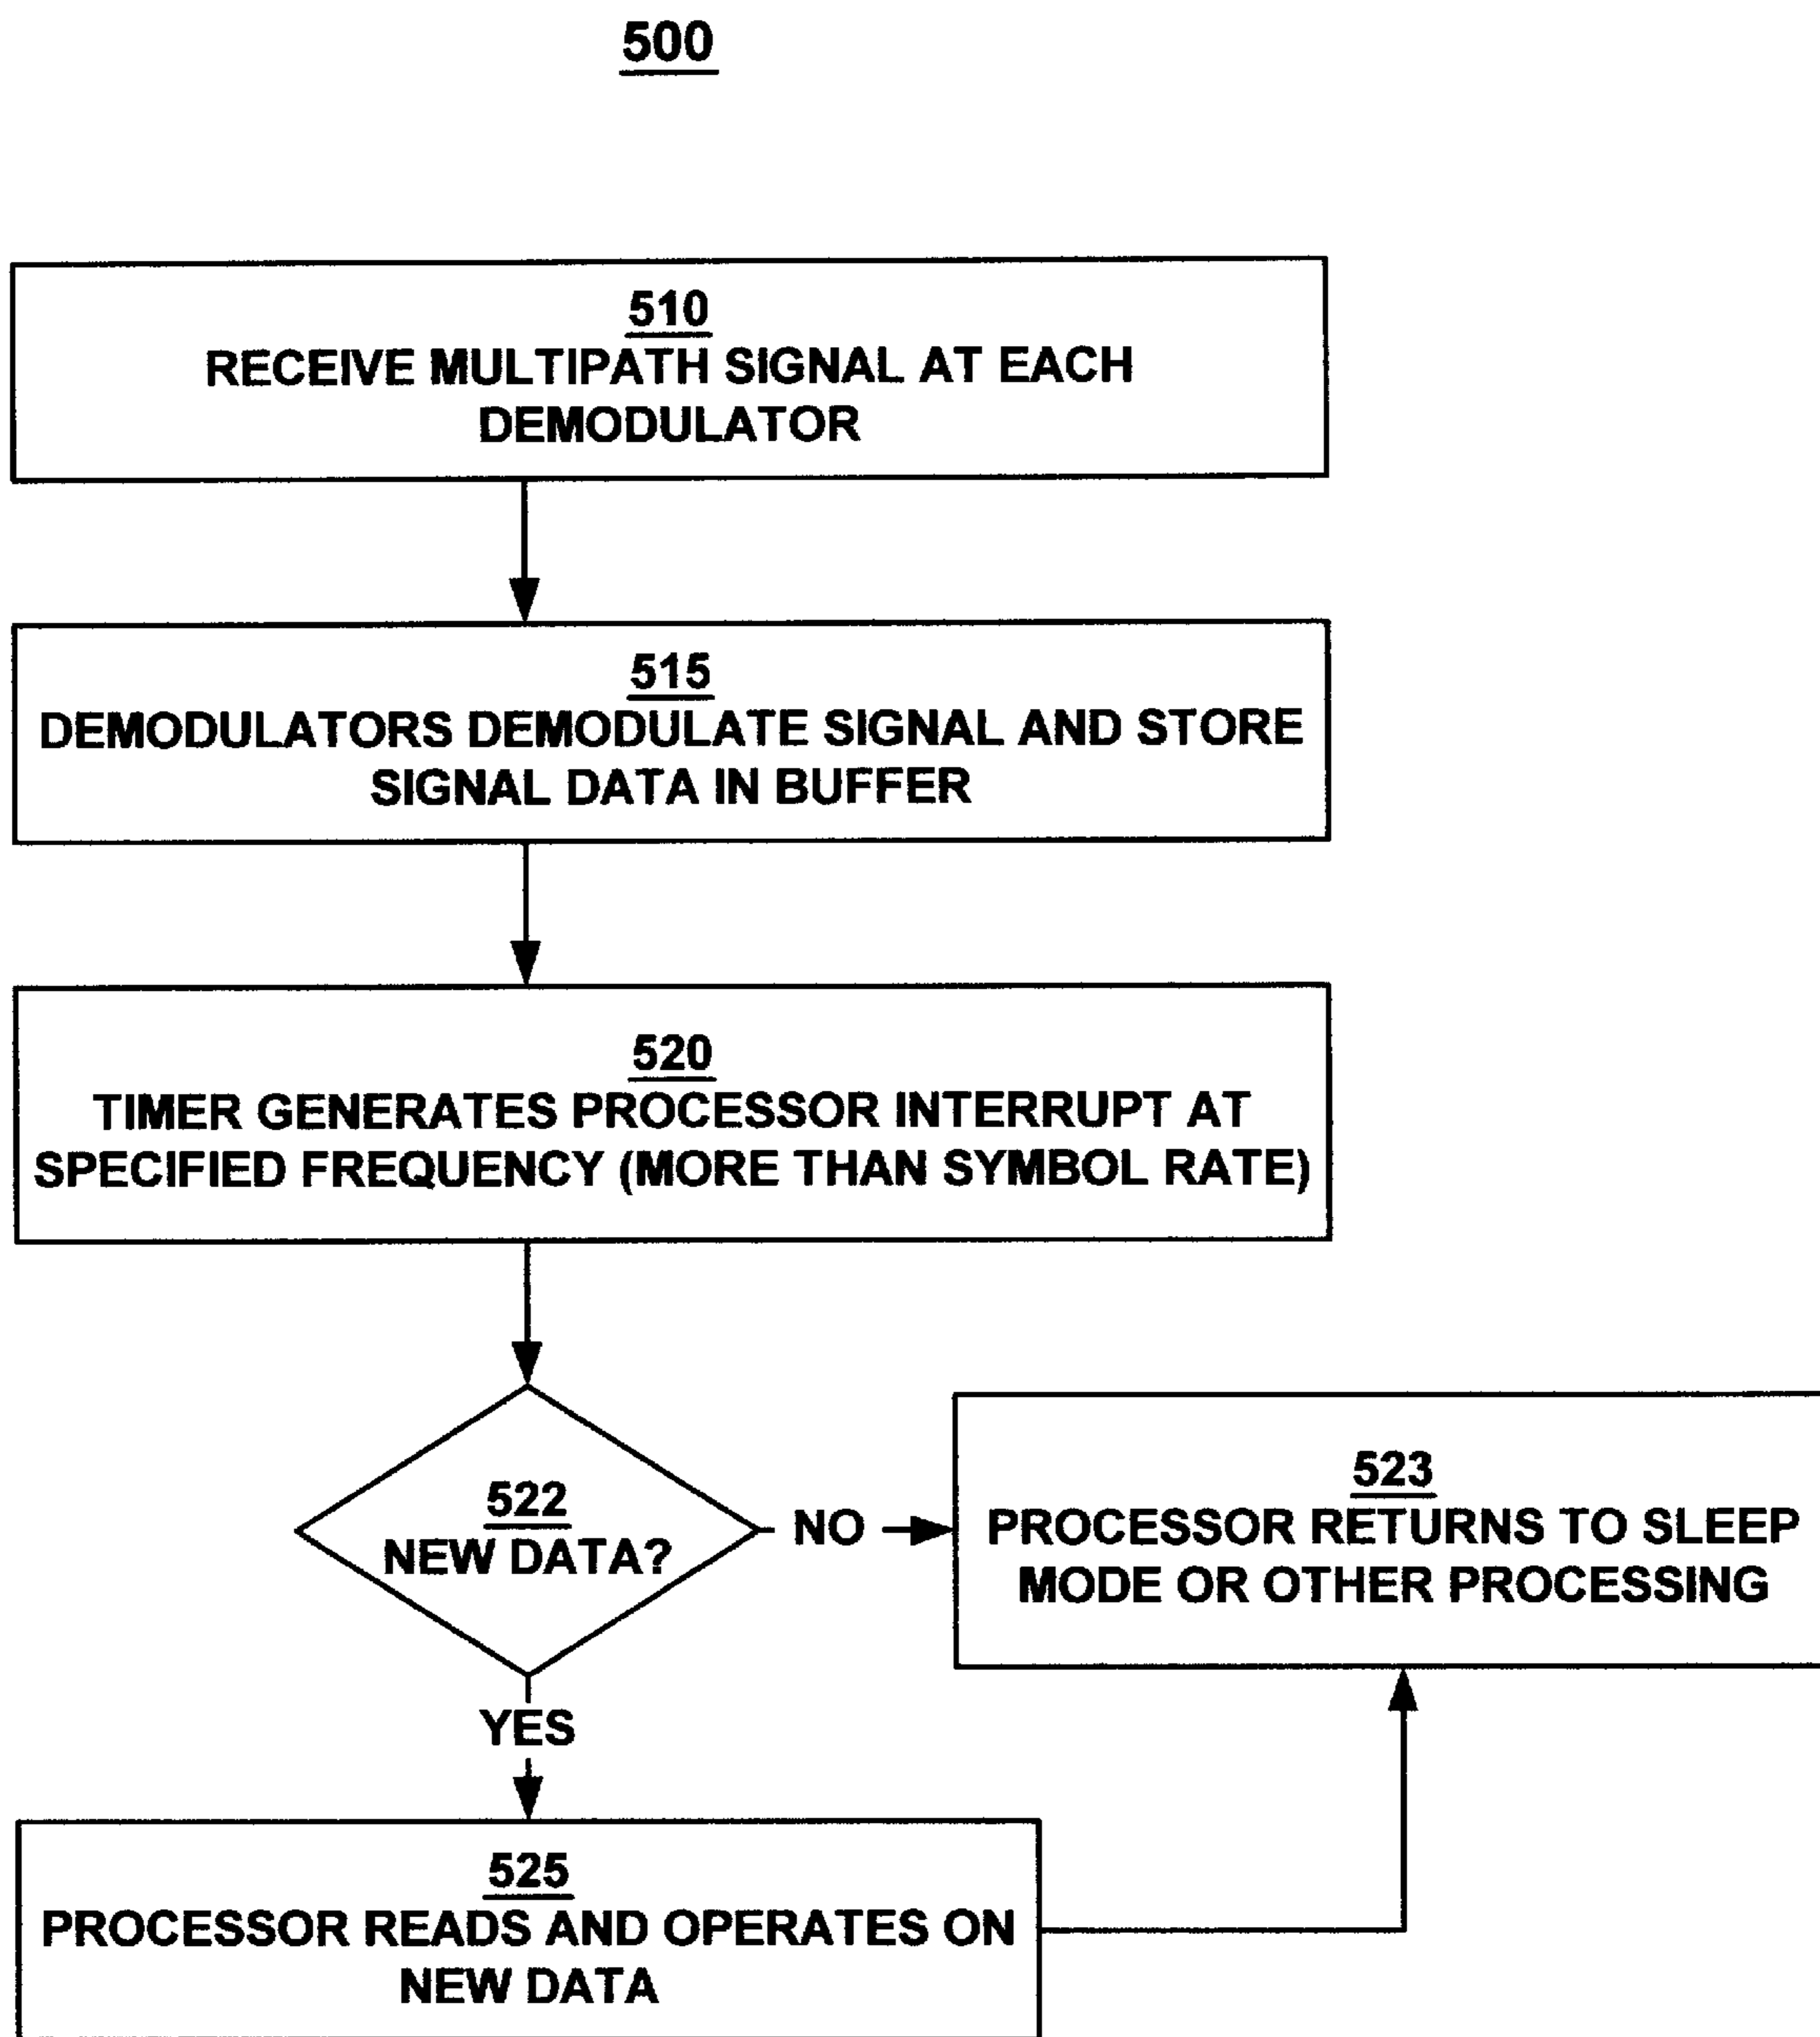 500
510
RECEIVE MULTIPATH SIGNAL AT EACH
DEMODULATOR
515
DEMODULATORS DEMODULATE SIGNAL AND STORE
SIGNAL DATA IN BUFFER
520
TIMER GENERATES PROCESSOR INTERRUPT AT
SPECIFIED FREQUENCY (MORE THAN SYMBOL RATE)
522
NEW DATA?
NO
523
PROCESSOR RETURNS TO SLEEP
MODE OR OTHER PROCESSING
YES
525
PROCESSOR READS AND OPERATES ON
NEW DATA